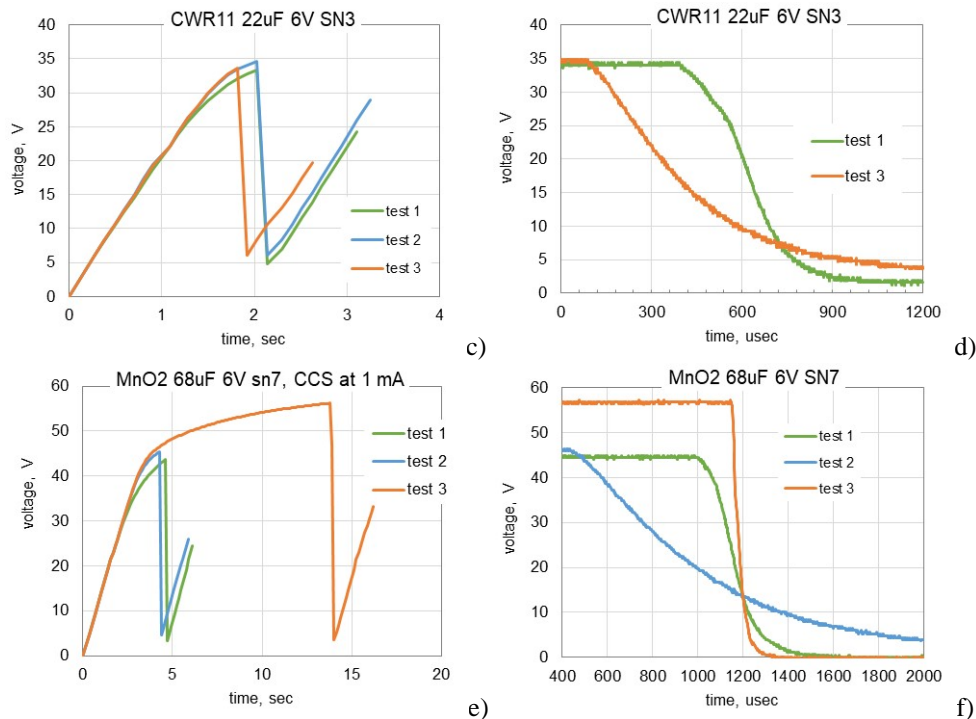 CWR11 22uF 6V SN3
40
35
30
25
20
15
10
5
0
voltage, V
test 1
test 2
test 3
0 1 2 3 4
time, sec
c)
CWR11 22uF 6V SN3
40
35
30
25
20
15
10
5
0
voltage, V
test 1
test 3
0 300 600 900 1200
time, usec
d)
MnO2 68uF 6V sn7, CCS at 1 mA
60
50
40
30
20
10
0
voltage, V
test 1
test 2
test 3
0 5 10 15 20
time, sec
e)
MnO2 68uF 6V SN7
60
50
40
30
20
10
0
voltage, V
test 1
test 2
test 3
400 600 800 1000 1200 1400 1600 1800 2000
time, usec
f)